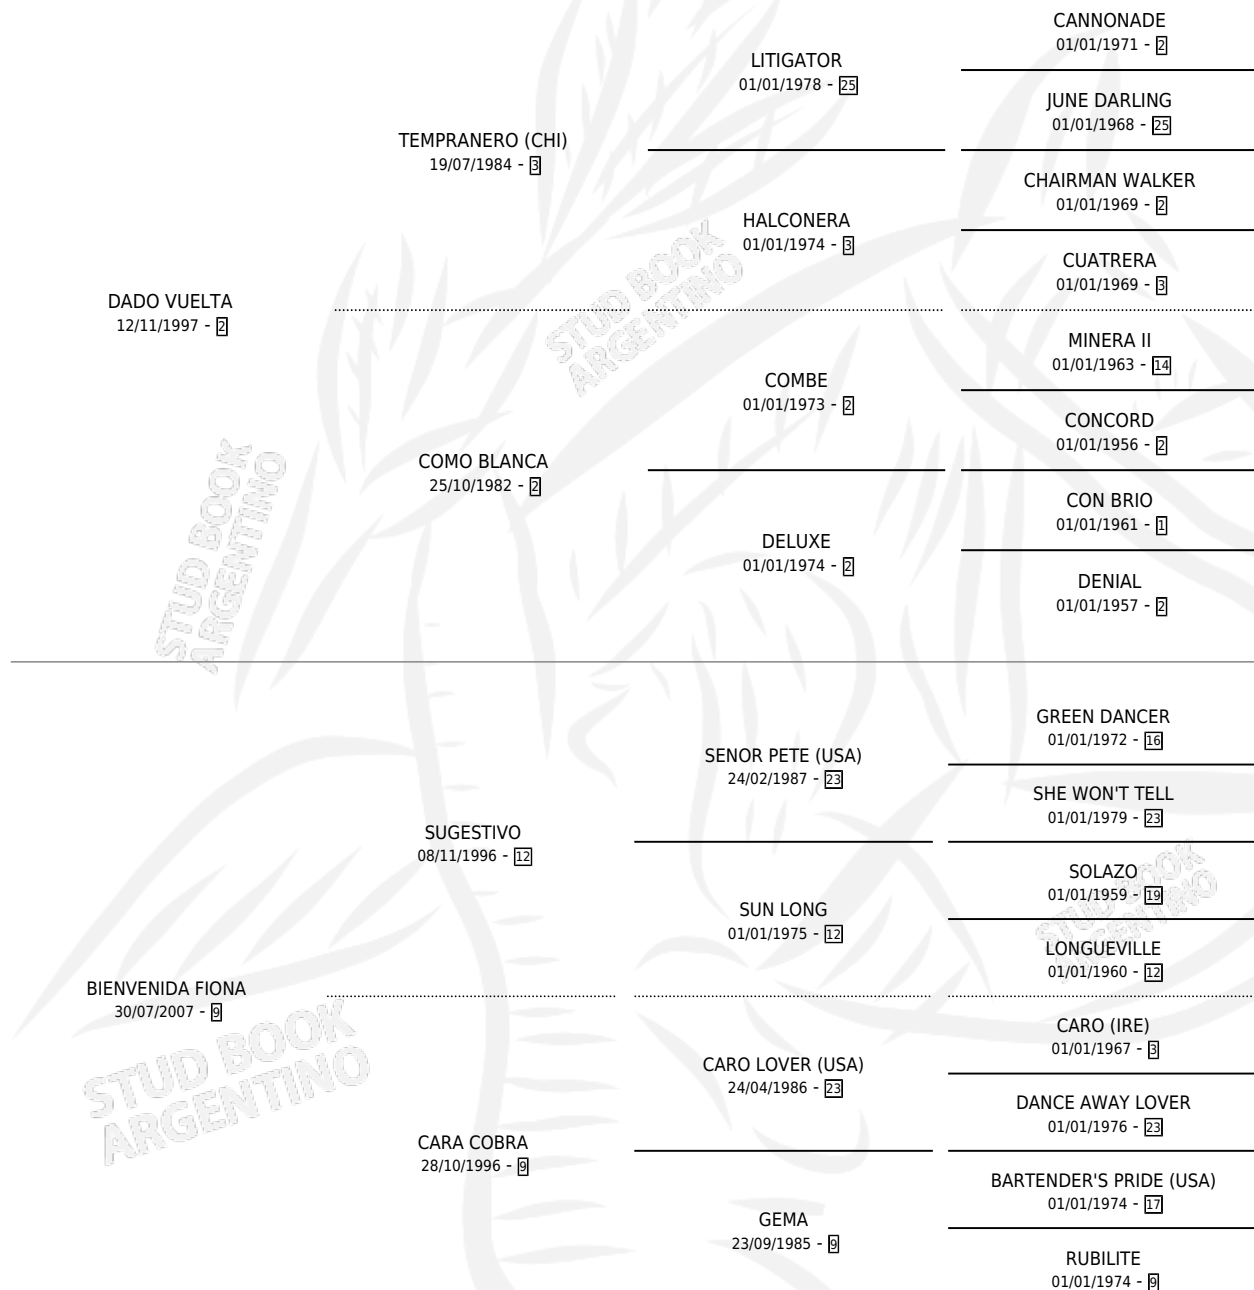 CANNONADE
01/01/1971 - 2
LITIGATOR
01/01/1978 - 25
JUNE DARLING
01/01/1968 - 25
TEMPRANERO (CHI)
19/07/1984 - 3
CHAIRMAN WALKER
01/01/1969 - 2
HALCONERA
01/01/1974 - 3
CUATRERA
01/01/1969 - 3
DADO VUELTA
12/11/1997 - 2
MINERA II
01/01/1963 - 14
COMBE
01/01/1973 - 2
CONCORD
01/01/1956 - 2
COMO BLANCA
25/10/1982 - 2
CON BRIO
01/01/1961 - 1
DELUXE
01/01/1974 - 2
DENIAL
01/01/1957 - 2
GREEN DANCER
01/01/1972 - 16
SENOR PETE (USA)
24/02/1987 - 23
SHE WON'T TELL
01/01/1979 - 23
SUGESTIVO
08/11/1996 - 12
SOLAZO
01/01/1959 - 19
SUN LONG
01/01/1975 - 12
LONGUEVILLE
01/01/1960 - 12
BIENVENIDA FIONA
30/07/2007 - 9
CARO (IRE)
01/01/1967 - 3
CARO LOVER (USA)
24/04/1986 - 23
DANCE AWAY LOVER
01/01/1976 - 23
CARA COBRA
28/10/1996 - 9
BARTENDER'S PRIDE (USA)
01/01/1974 - 17
GEMA
23/09/1985 - 9
RUBILITE
01/01/1974 - 9
STUD BOOK
ARGENTINO
STUD BOOK
ARGENTINO
STUD BOOK
ARGENTINO
STUD BOOK
ARGENTINO